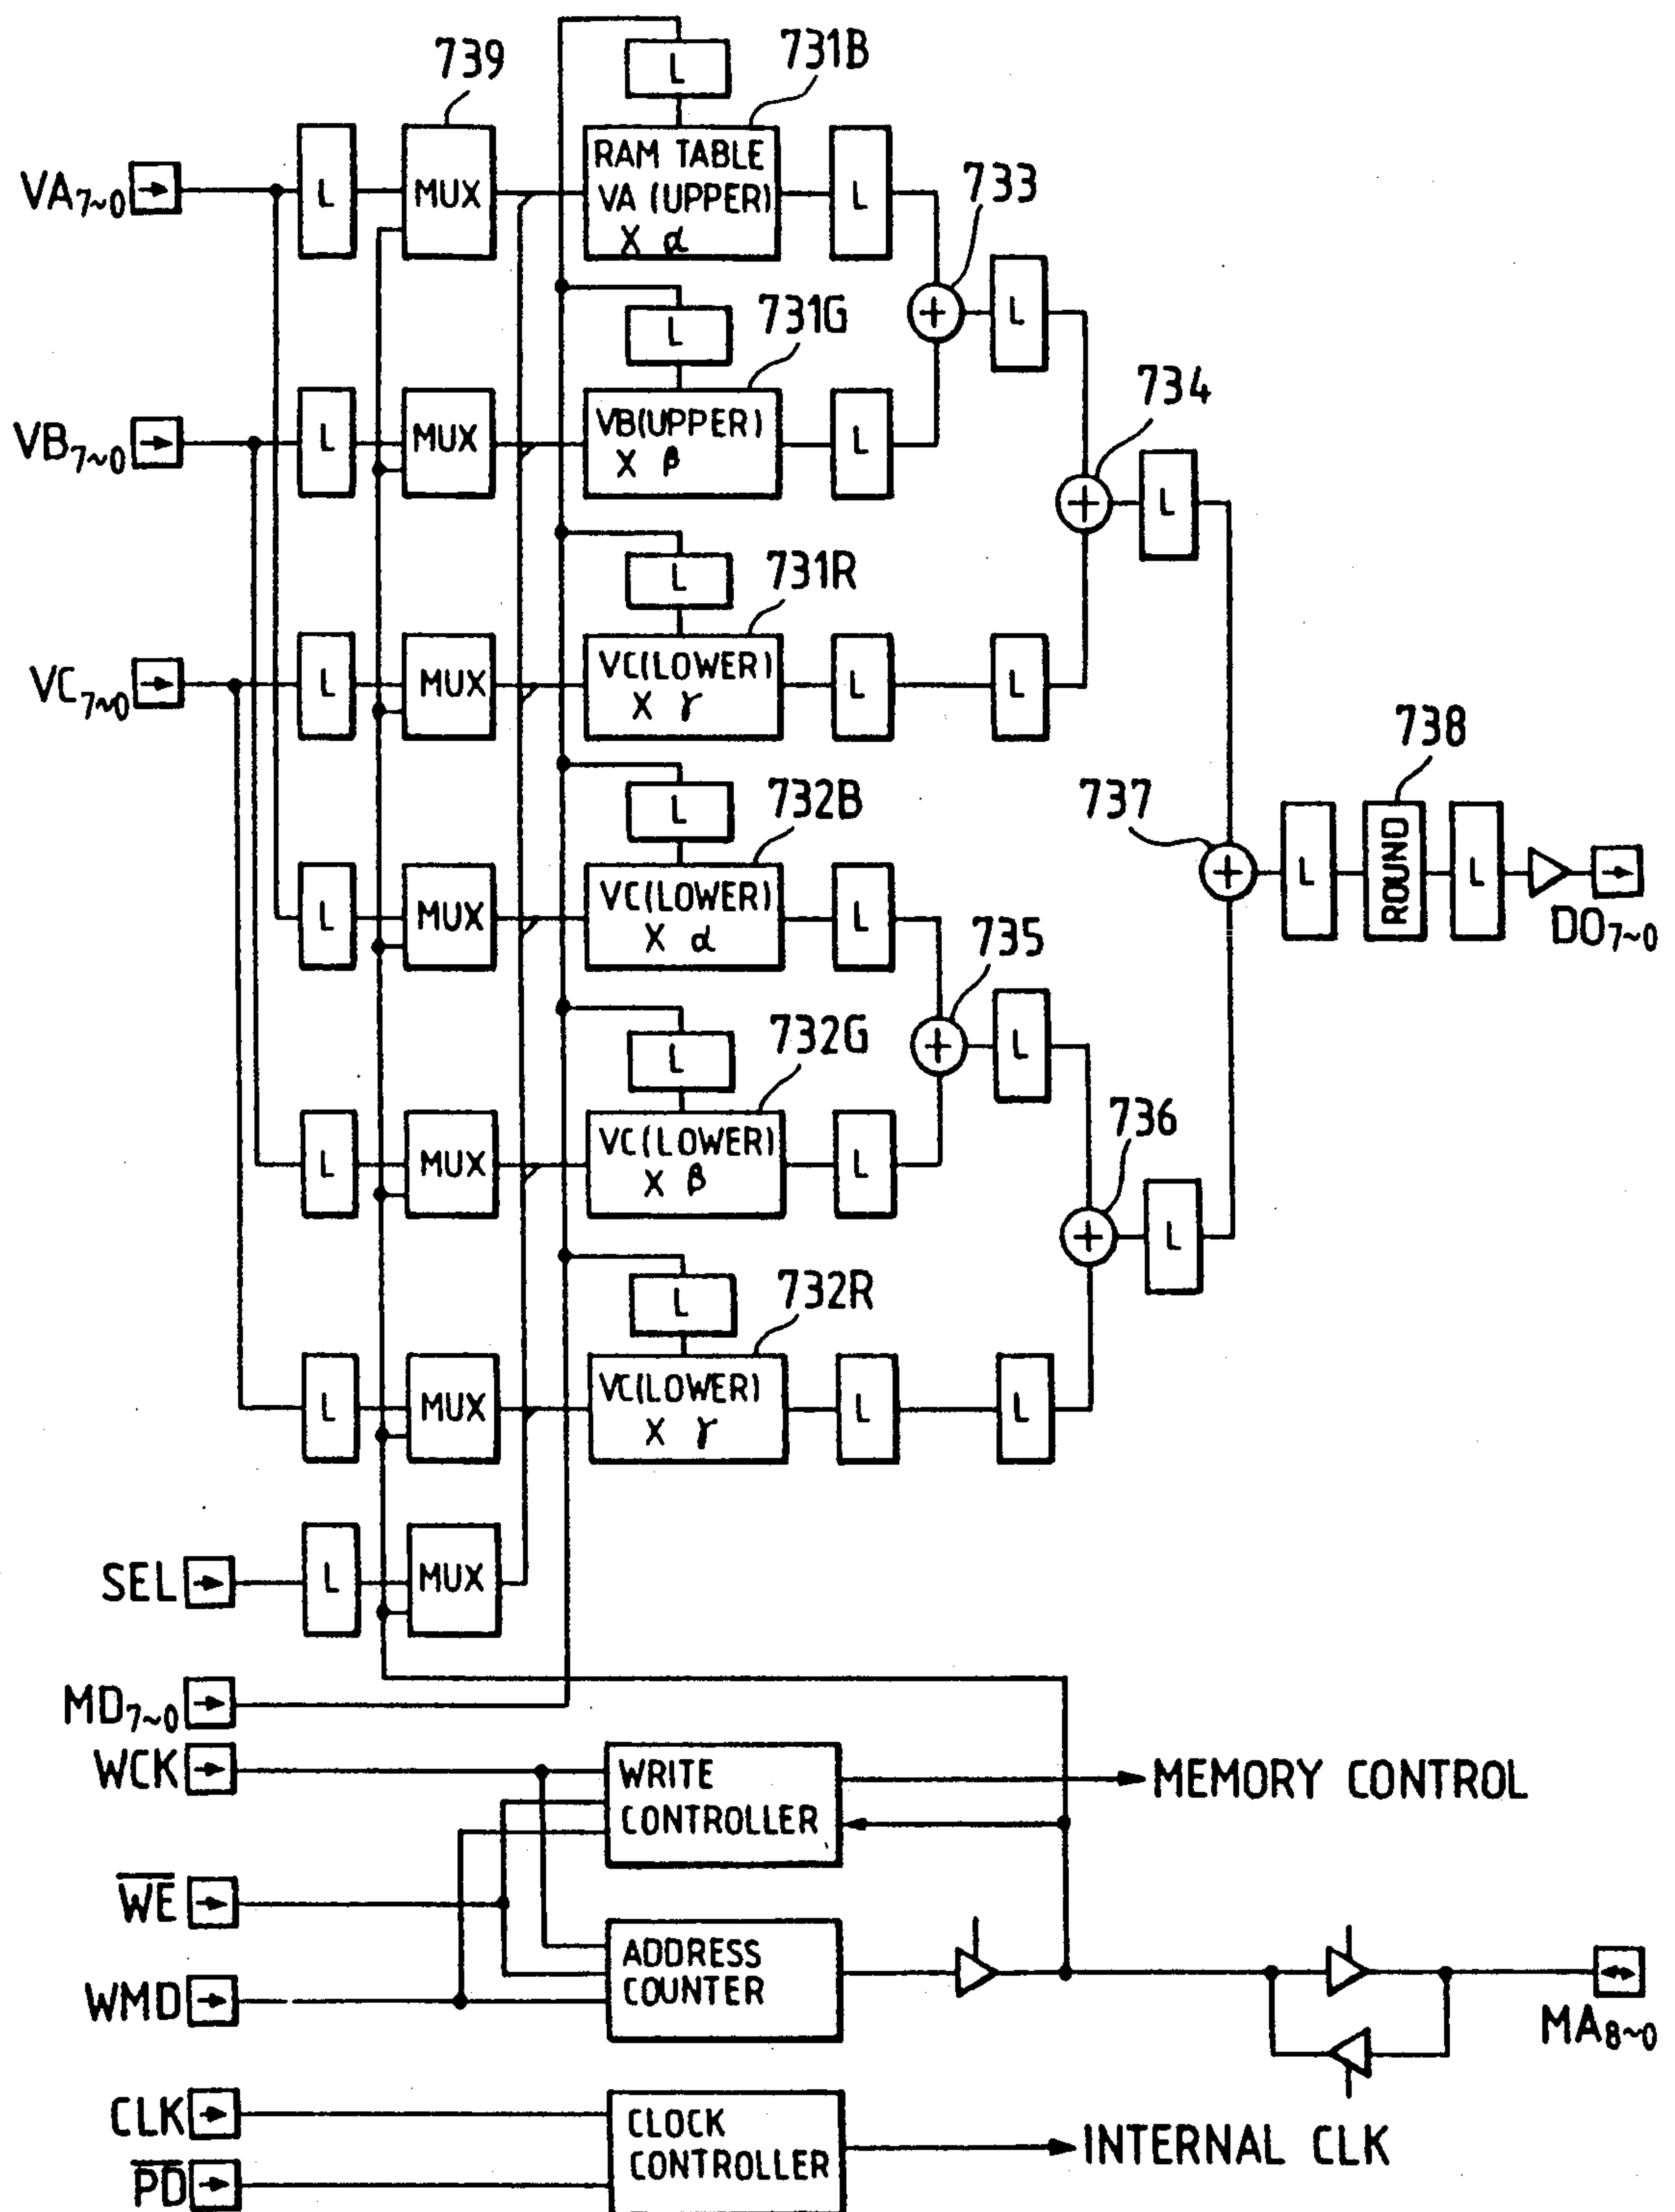 739
L
731B
VA7~0
L
MUX
RAM TABLE
VA (UPPER)
X α
L
733
L
731G
L
VB7~0
L
MUX
VB(UPPER)
X β
L
734
L
L
731R
VC7~0
L
MUX
VC(LOWER)
X γ
L
L
738
L
732B
737
L
ROUND
L
DO7~0
L
MUX
VC(LOWER)
X α
L
735
L
732G
L
736
L
MUX
VC(LOWER)
X β
L
L
L
732R
L
MUX
VC(LOWER)
X γ
L
L
SEL
L
MUX
MD7~0
WCK
WRITE
CONTROLLER
MEMORY CONTROL
WE
ADDRESS
COUNTER
WMD
MA8~0
CLK
CLOCK
CONTROLLER
INTERNAL CLK
PD